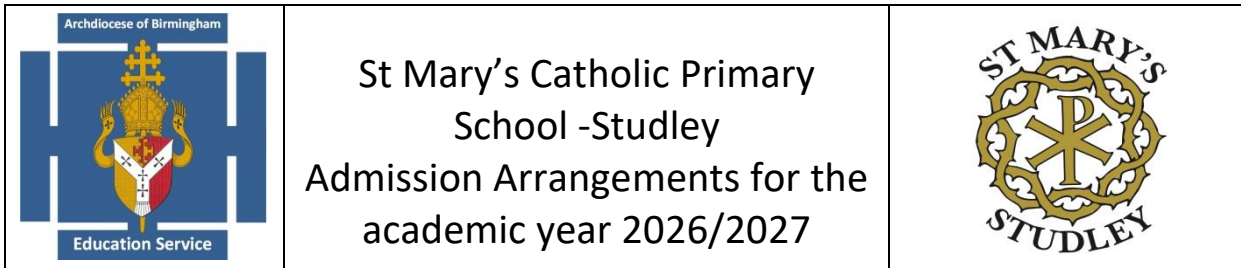 Archdiocese of Birmingham
Education Service
St Mary’s Catholic Primary
School -Studley
Admission Arrangements for the
academic year 2026/2027
ST MARY'S
STUDLEY